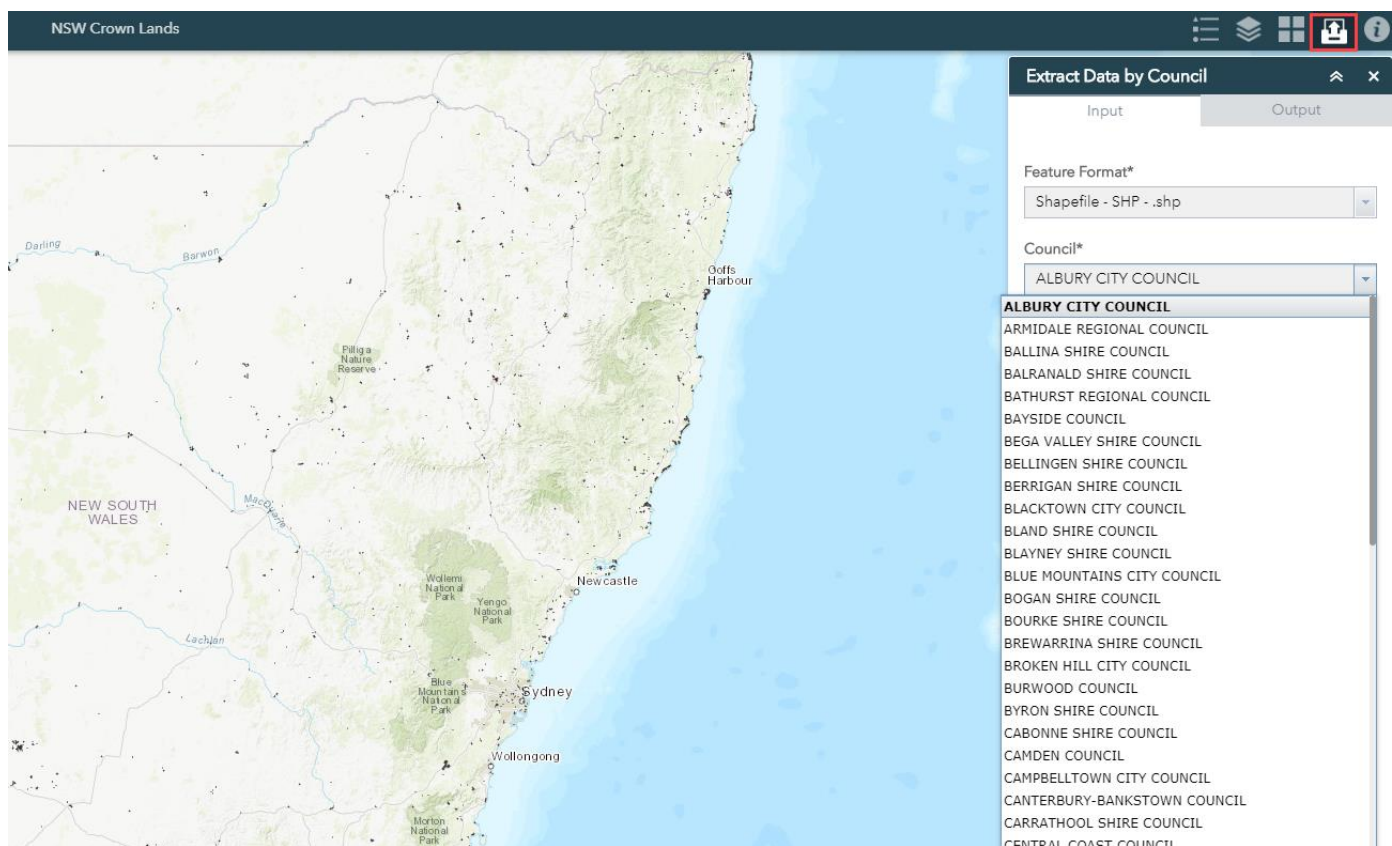 NSW Crown Lands
Extract Data by Council
Input
Output
Feature Format*
Shapefile - SHP - .shp
Council*
ALBURY CITY COUNCIL
ALBURY CITY COUNCIL
ARMIDALE REGIONAL COUNCIL
BALLINA SHIRE COUNCIL
BALRANALD SHIRE COUNCIL
BATHURST REGIONAL COUNCIL
BAYSIDE COUNCIL
BEGA VALLEY SHIRE COUNCIL
BELLINGEN SHIRE COUNCIL
BERRIGAN SHIRE COUNCIL
BLACKTOWN CITY COUNCIL
BLAND SHIRE COUNCIL
BLAYNEY SHIRE COUNCIL
BLUE MOUNTAINS CITY COUNCIL
BOGAN SHIRE COUNCIL
BOURKE SHIRE COUNCIL
BREWARRINA SHIRE COUNCIL
BROKEN HILL CITY COUNCIL
BURWOOD COUNCIL
BYRON SHIRE COUNCIL
CABONNE SHIRE COUNCIL
CAMDEN COUNCIL
CAMPBELLTOWN CITY COUNCIL
CANTERBURY-BANKSTOWN COUNCIL
CARRATHOOL SHIRE COUNCIL
CENTRAL COAST COUNCIL
Darling
Barwon
Coffs
Harbour
Pilliga
Nature
Reserve
NEW SOUTH
WALES
Macquarie
Wollemi
National
Park
Yengo
National
Park
Newcastle
Lachlan
Blue
Mountains
National
Park
Sydney
Wollongong
Morton
National
Park